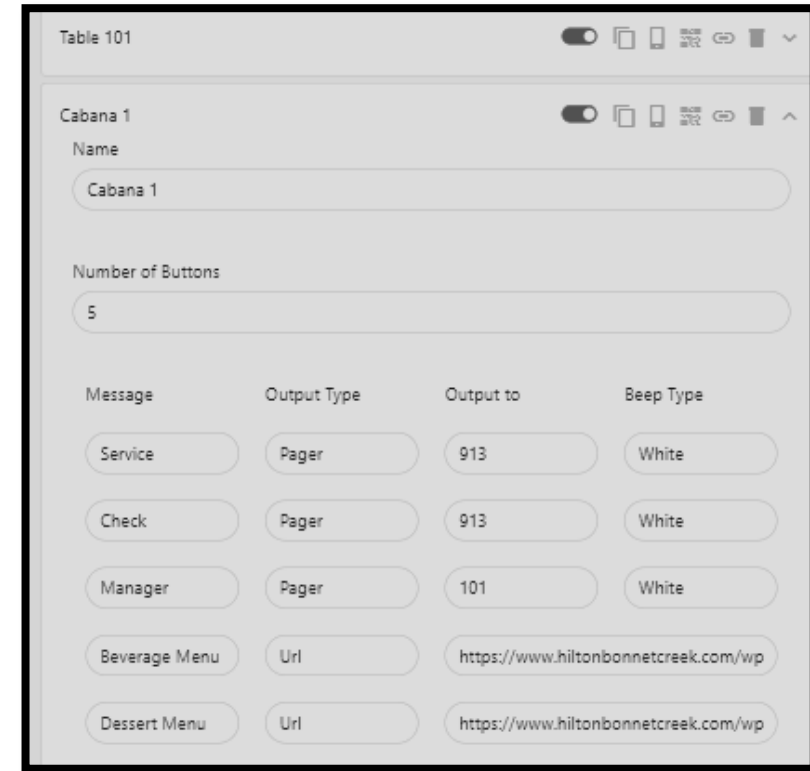 Table 101
Cabana 1
Name
Cabana 1
Number of Buttons
5
Message Output Type Output to Beep Type
Service Pager 913 White
Check Pager 913 White
Manager Pager 101 White
Beverage Menu Url https://www.hiltonbonnetcreek.com/wp
Dessert Menu Url https://www.hiltonbonnetcreek.com/wp